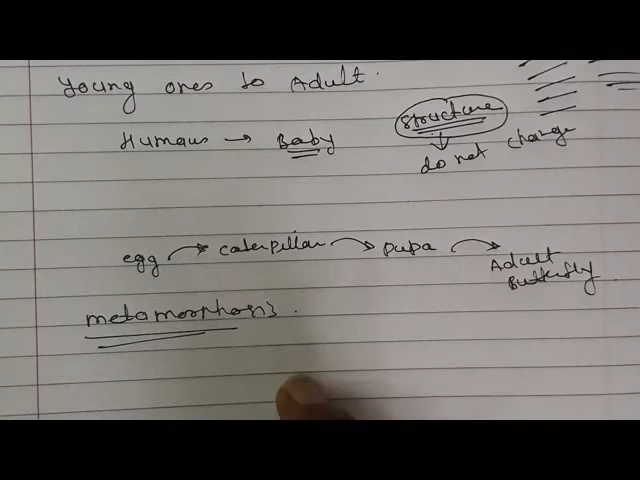 Young ones to Adult.
Humans → Baby
Structure
↓
do not change
egg → caterpillar → pupa → Adult Butterfly.
metamorphosis.